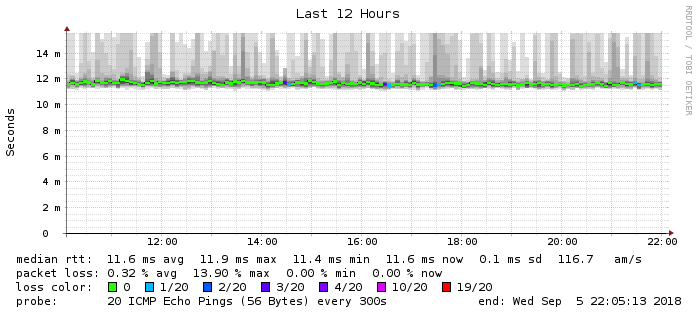 Last 12 Hours
RRDTOOL / TOBI OETIKER
Seconds
14 m
12 m
10 m
8 m
6 m
4 m
2 m
0
12:00 14:00 16:00 18:00 20:00 22:00
median rtt: 11.6 ms avg 11.9 ms max 11.4 ms min 11.6 ms now 0.1 ms sd 116.7 am/s
packet loss: 0.32 % avg 13.90 % max 0.00 % min 0.00 % now
loss color: 0 1/20 2/20 3/20 4/20 10/20 19/20
probe: 20 ICMP Echo Pings (56 Bytes) every 300s end: Wed Sep 5 22:05:13 2018